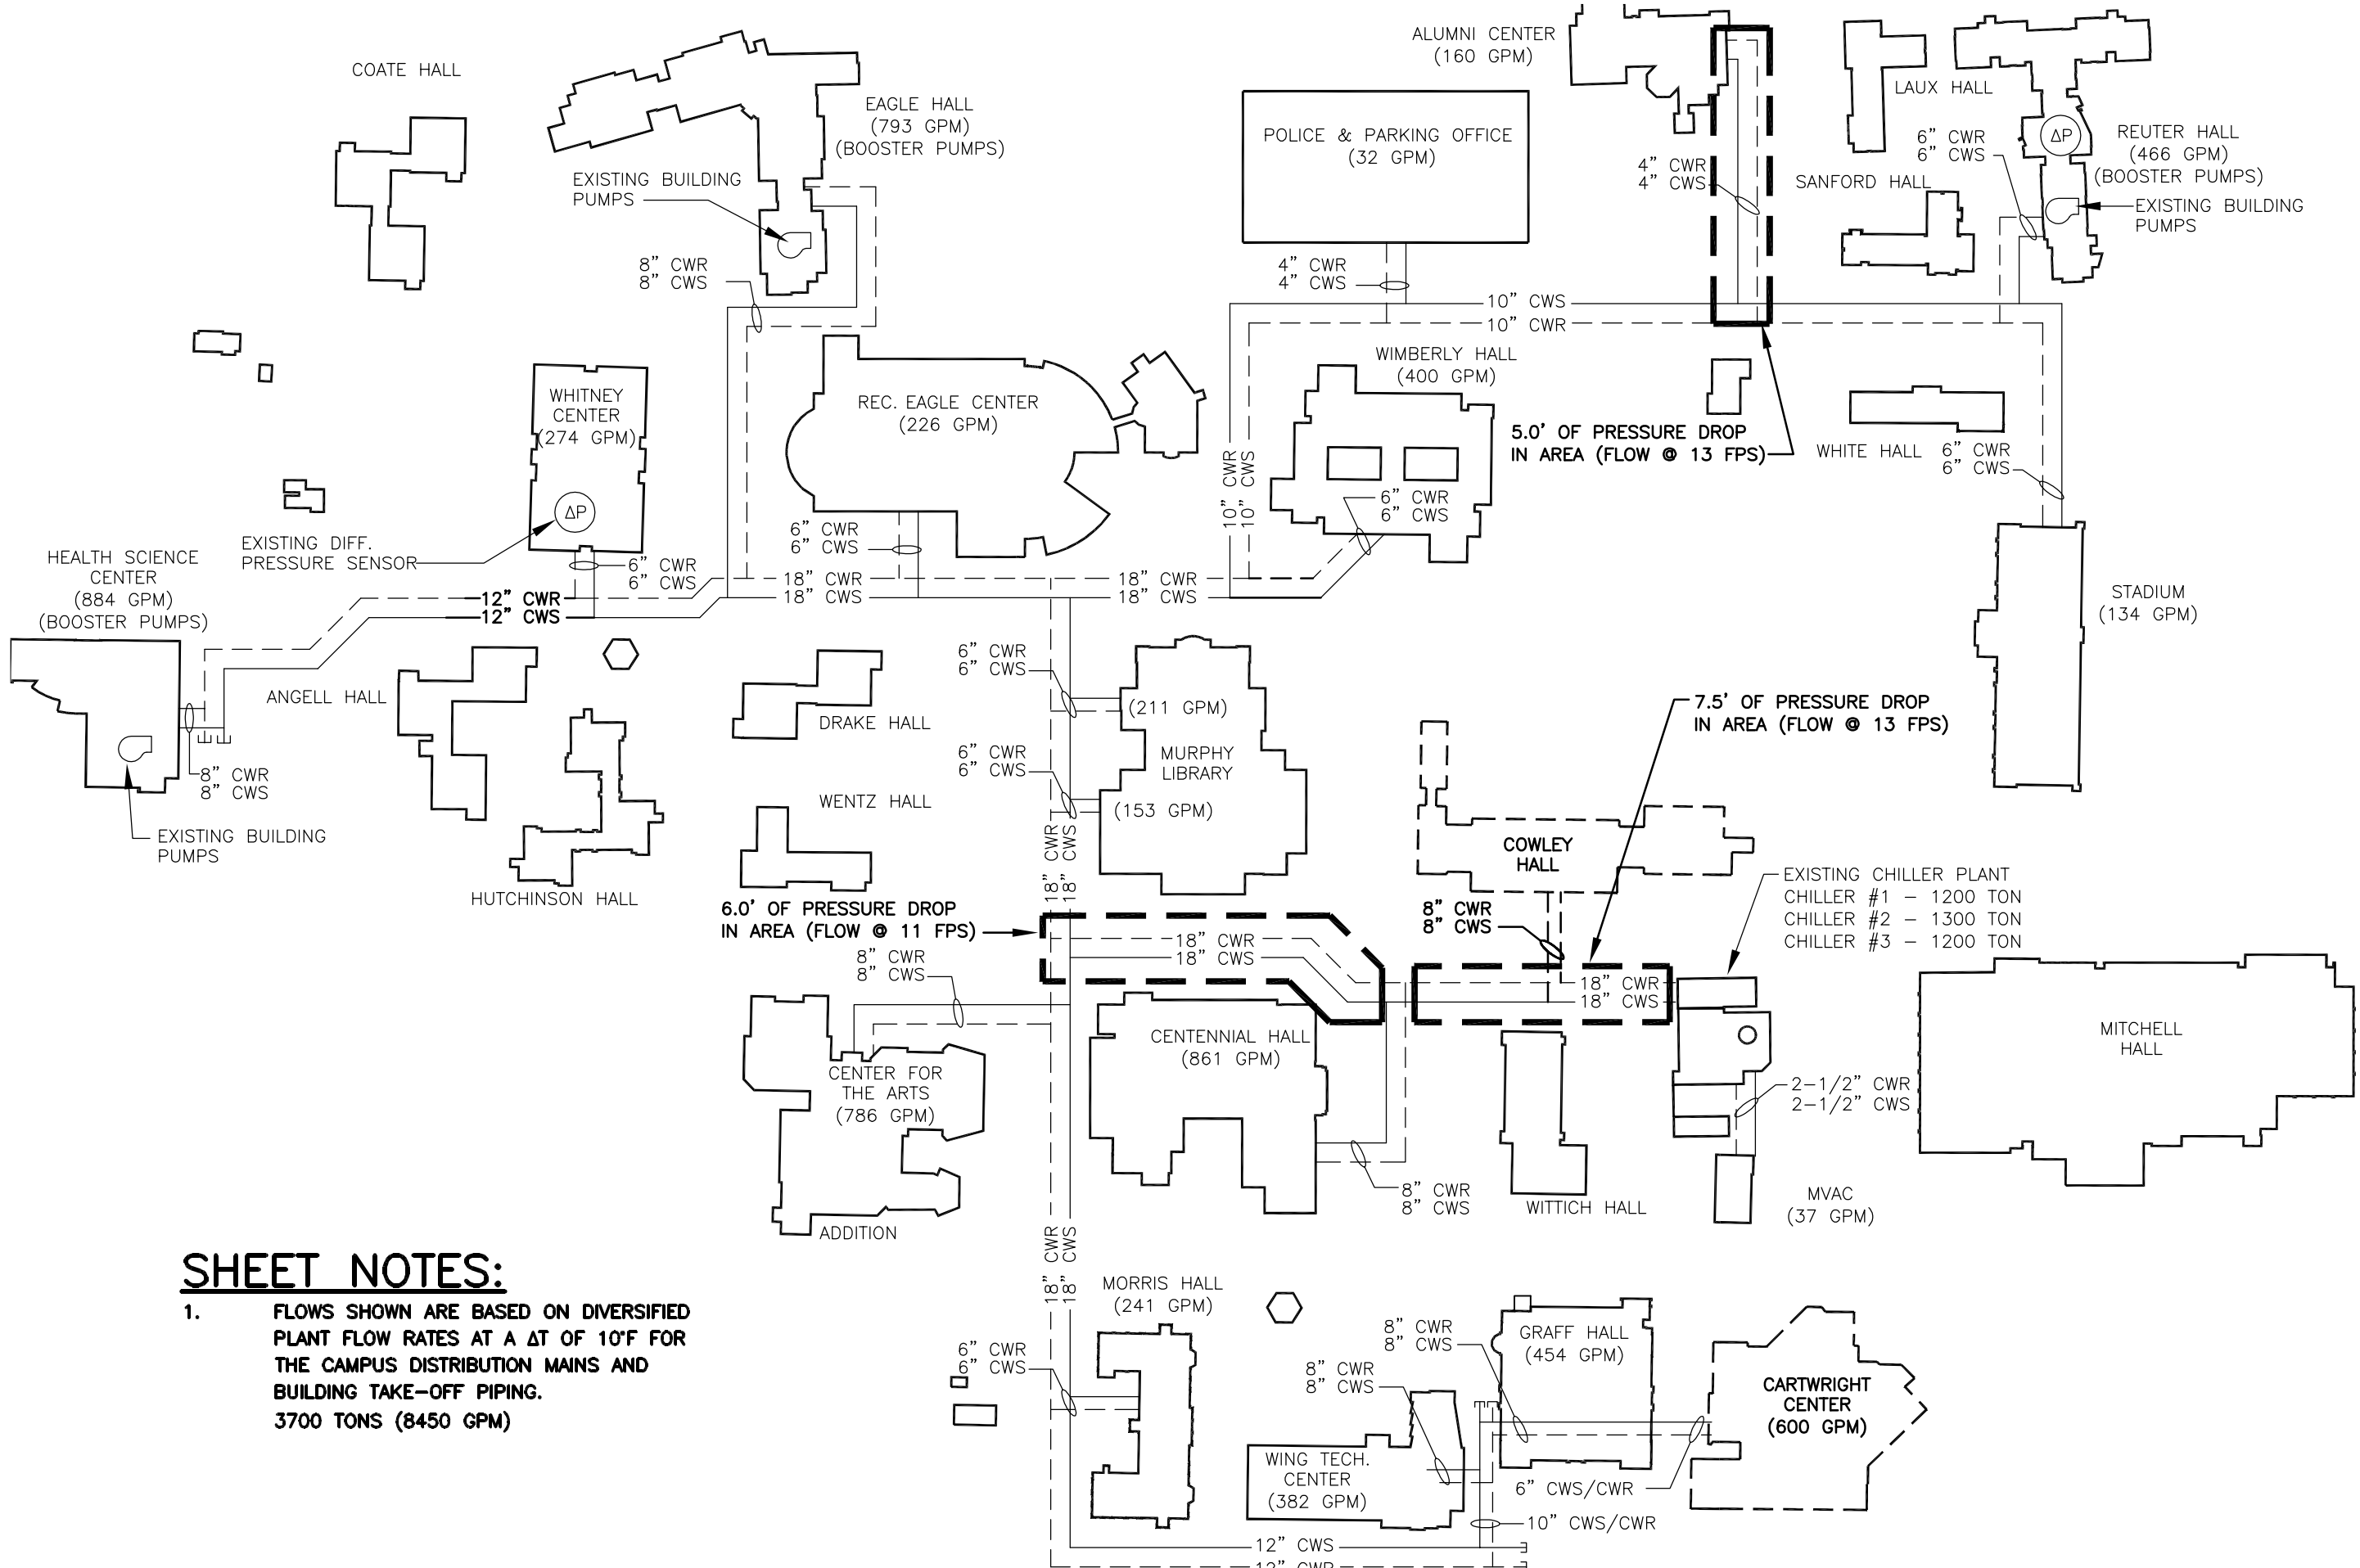 COATE HALL
EAGLE HALL
(793 GPM)
(BOOSTER PUMPS)
EXISTING BUILDING
PUMPS
8" CWR
8" CWS
ALUMNI CENTER
(160 GPM)
POLICE & PARKING OFFICE
(32 GPM)
4" CWR
4" CWS
4" CWR
4" CWS
LAUX HALL
SANFORD HALL
6" CWR
6" CWS
ΔP
REUTER HALL
(466 GPM)
(BOOSTER PUMPS)
EXISTING BUILDING
PUMPS
10" CWS
10" CWR
WIMBERLY HALL
(400 GPM)
5.0' OF PRESSURE DROP
IN AREA (FLOW @ 13 FPS)
WHITE HALL
6" CWR
6" CWS
WHITNEY
CENTER
(274 GPM)
ΔP
REC. EAGLE CENTER
(226 GPM)
10" CWR
10" CWS
6" CWR
6" CWS
6" CWR
6" CWS
EXISTING DIFF.
PRESSURE SENSOR
HEALTH SCIENCE
CENTER
(884 GPM)
(BOOSTER PUMPS)
6" CWR
6" CWS
12" CWR
12" CWS
18" CWR
18" CWS
18" CWR
18" CWS
STADIUM
(134 GPM)
ANGELL HALL
DRAKE HALL
6" CWR
6" CWS
(211 GPM)
MURPHY
LIBRARY
(153 GPM)
6" CWR
6" CWS
7.5' OF PRESSURE DROP
IN AREA (FLOW @ 13 FPS)
8" CWR
8" CWS
EXISTING BUILDING
PUMPS
WENTZ HALL
HUTCHINSON HALL
18" CWR
18" CWS
COWLEY
HALL
EXISTING CHILLER PLANT
CHILLER #1 – 1200 TON
CHILLER #2 – 1300 TON
CHILLER #3 – 1200 TON
6.0' OF PRESSURE DROP
IN AREA (FLOW @ 11 FPS)
8" CWR
8" CWS
18" CWR
18" CWS
8" CWR
8" CWS
18" CWR
18" CWS
CENTENNIAL HALL
(861 GPM)
MITCHELL
HALL
CENTER FOR
THE ARTS
(786 GPM)
2-1/2" CWR
2-1/2" CWS
8" CWR
8" CWS
WITTICH HALL
MVAC
(37 GPM)
ADDITION
18" CWR
18" CWS
SHEET NOTES:
1. FLOWS SHOWN ARE BASED ON DIVERSIFIED
PLANT FLOW RATES AT A ΔT OF 10°F FOR
THE CAMPUS DISTRIBUTION MAINS AND
BUILDING TAKE-OFF PIPING.
3700 TONS (8450 GPM)
MORRIS HALL
(241 GPM)
6" CWR
6" CWS
8" CWR
8" CWS
GRAFF HALL
(454 GPM)
8" CWR
8" CWS
CARTWRIGHT
CENTER
(600 GPM)
WING TECH.
CENTER
(382 GPM)
6" CWS/CWR
10" CWS/CWR
12" CWS
12" CWR